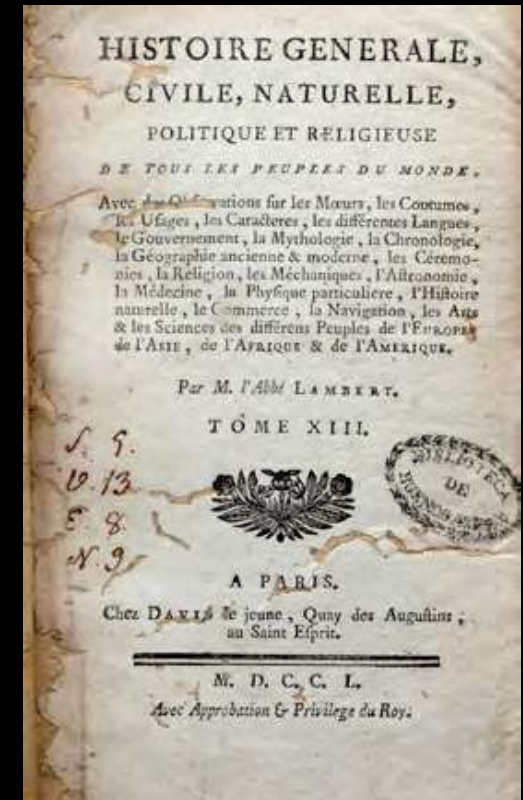 HISTOIRE GENERALE,
CIVILE, NATURELLE,
POLITIQUE ET RELIGIEUSE
DE TOUS LES PEUPLES DU MONDE.
Avec des Observations sur les Mœurs, les Coutumes,
les Usages, les Caracteres, les différentes Langues,
le Gouvernement, la Mythologie, la Chronologie,
la Géographie ancienne & moderne, les Cérémo-
nies, la Religion, les Méchaniques, l'Astronomie,
la Médecine, la Physique particuliere, l'Histoire
naturelle, le Commerce, la Navigation, les Arts
& les Sciences des différens Peuples de l'EUROPE,
de l'ASIE, de l'AFRIQUE & de l'AMERIQUE.
Par M. l'Abbé LAMBERT.
TOME XIII.
S. G.
V. 13
E. 8.
N. 9
BIBLIOTECA
DE
BUENOS AYRES
A PARIS.
Chez DAVID le jeune, Quay des Augustins,
au Saint Esprit.
M. D. C. C. L.
Avec Approbation & Privilege du Roy.